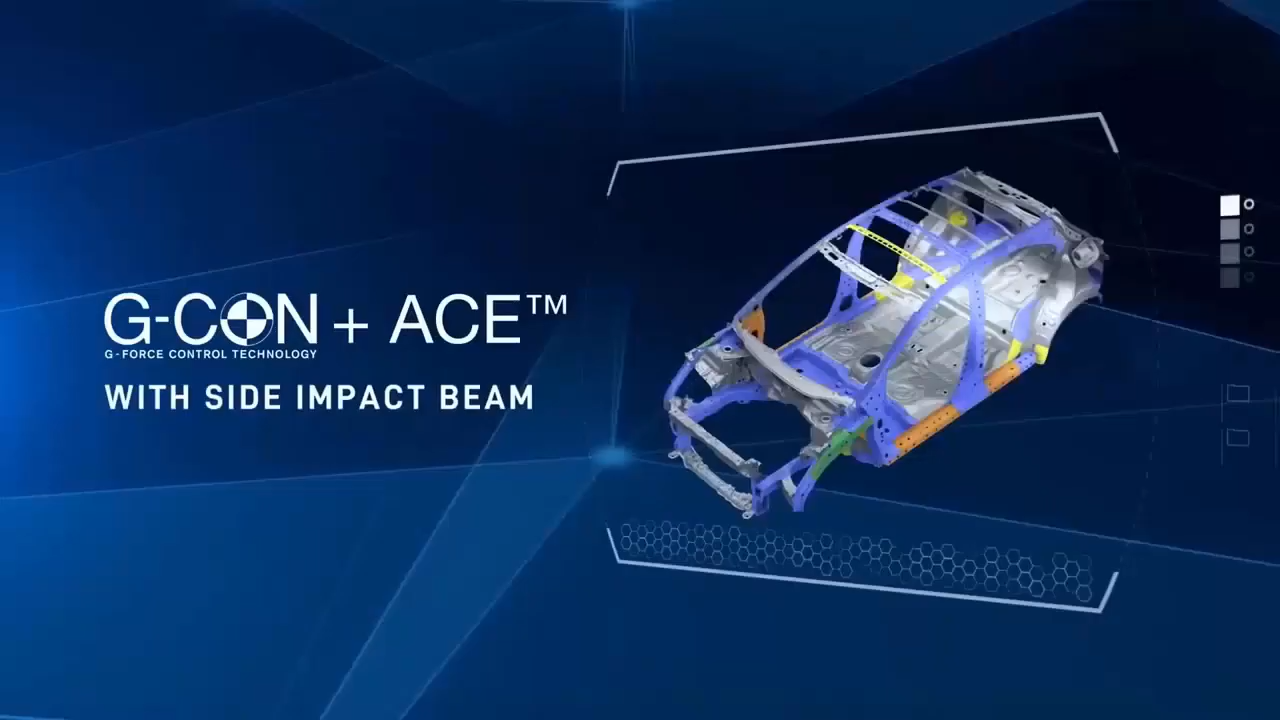 G-CON + ACE™
G-FORCE CONTROL TECHNOLOGY
WITH SIDE IMPACT BEAM